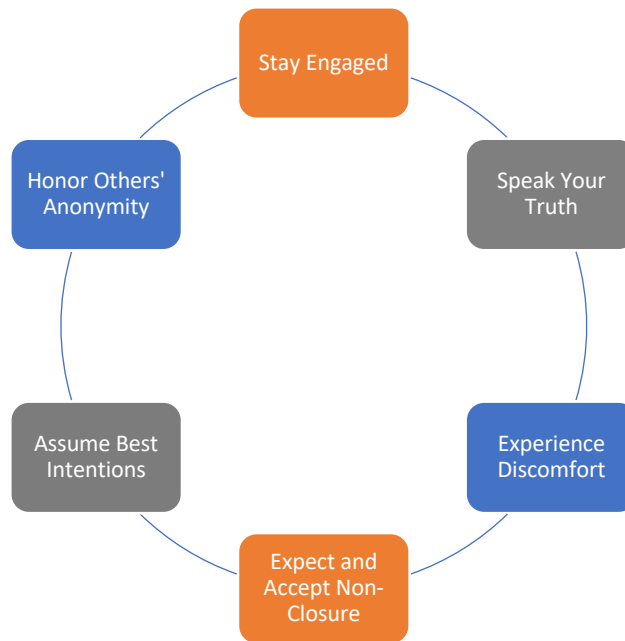 Stay Engaged
Speak Your
Truth
Experience
Discomfort
Expect and
Accept Non-
Closure
Assume Best
Intentions
Honor Others'
Anonymity